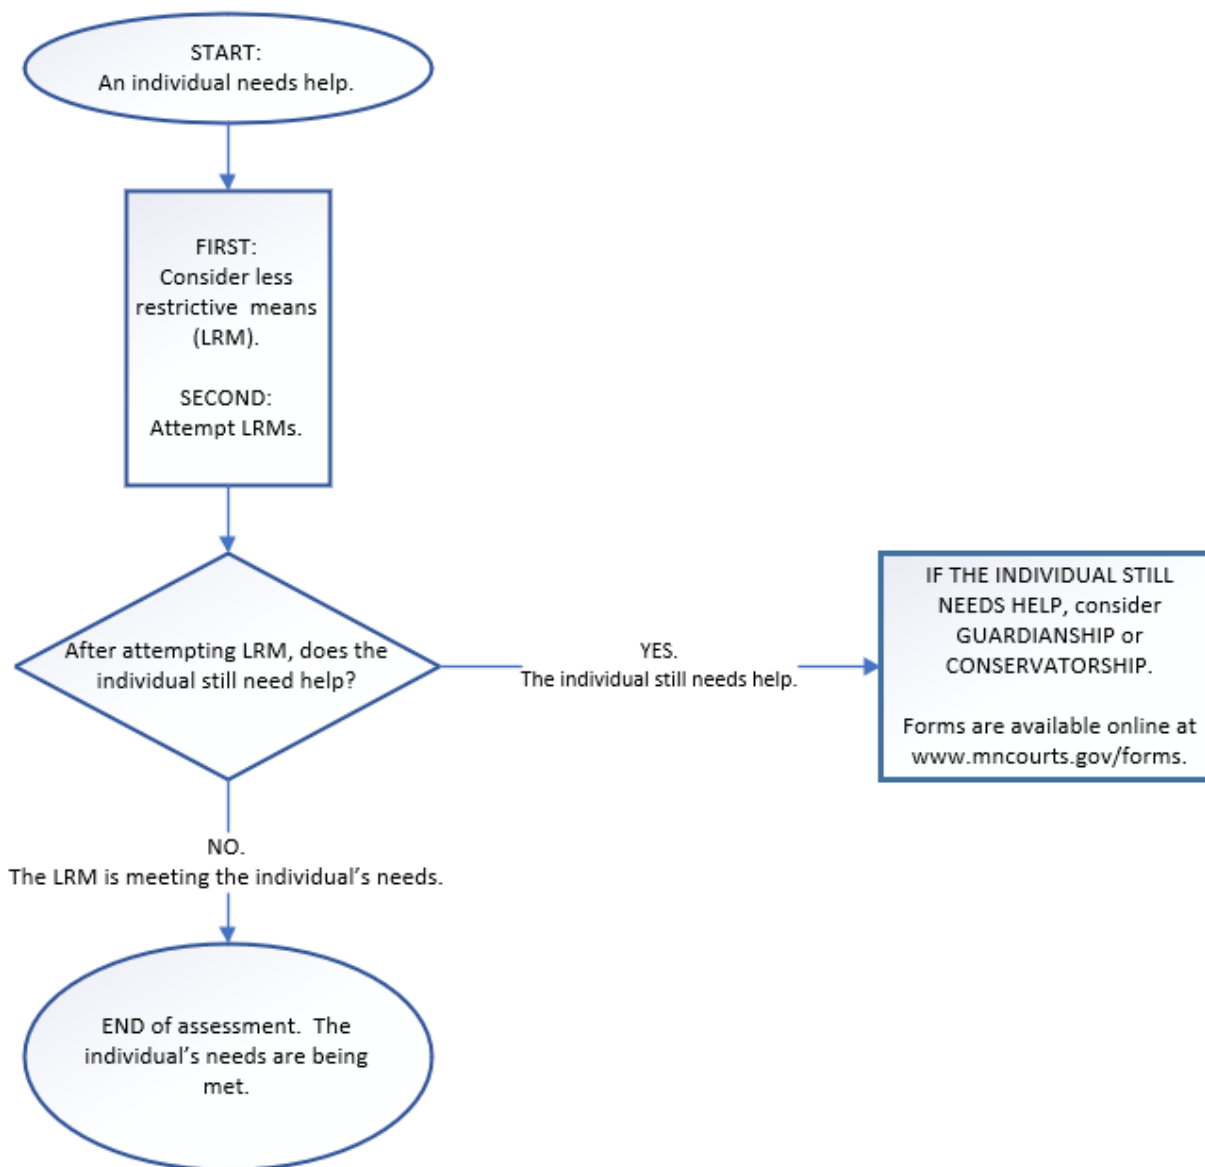 START:
An individual needs help.
FIRST:
Consider less
restrictive means
(LRM).
SECOND:
Attempt LRMs.
After attempting LRM, does the
individual still need help?
YES.
The individual still needs help.
IF THE INDIVIDUAL STILL
NEEDS HELP, consider
GUARDIANSHIP or
CONSERVATORSHIP.
Forms are available online at
www.mncourts.gov/forms.
NO.
The LRM is meeting the individual’s needs.
END of assessment. The
individual’s needs are being
met.